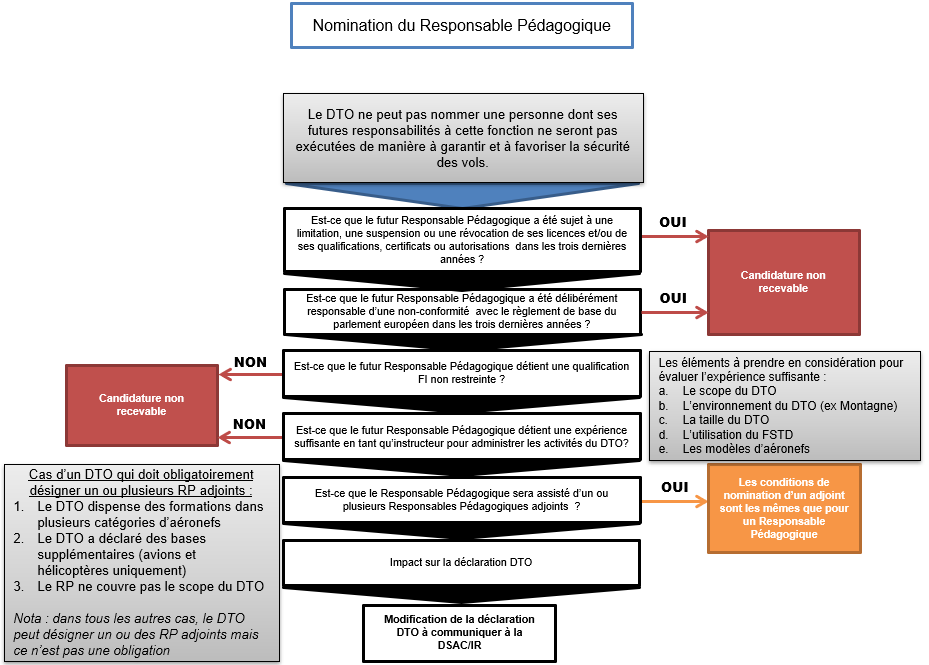 Nomination du Responsable Pédagogique
Le DTO ne peut pas nommer une personne dont ses
futures responsabilités à cette fonction ne seront pas
exécutées de manière à garantir et à favoriser la sécurité
des vols.
Est-ce que le futur Responsable Pédagogique a été sujet à une
limitation, une suspension ou une révocation de ses licences et/ou de
ses qualifications, certificats ou autorisations dans les trois dernières
années ?
OUI
Candidature non
recevable
Est-ce que le futur Responsable Pédagogique a été délibérément
responsable d'une non-conformité avec le règlement de base du
parlement européen dans les trois dernières années ?
OUI
Est-ce que le futur Responsable Pédagogique détient une qualification
FI non restreinte ?
NON
Candidature non
recevable
Est-ce que le futur Responsable Pédagogique détient une expérience
suffisante en tant qu'instructeur pour administrer les activités du DTO?
NON
Les éléments à prendre en considération pour
évaluer l'expérience suffisante :
a. Le scope du DTO
b. L'environnement du DTO (ex Montagne)
c. La taille du DTO
d. L'utilisation du FSTD
e. Les modèles d'aéronefs
Cas d'un DTO qui doit obligatoirement
désigner un ou plusieurs RP adjoints :
1. Le DTO dispense des formations dans
plusieurs catégories d'aéronefs
2. Le DTO a déclaré des bases
supplémentaires (avions et
hélicoptères uniquement)
3. Le RP ne couvre pas le scope du DTO
Nota : dans tous les autres cas, le DTO
peut désigner un ou des RP adjoints mais
ce n'est pas une obligation
Est-ce que le Responsable Pédagogique sera assisté d'un ou
plusieurs Responsables Pédagogiques adjoints ?
OUI
Les conditions de
nomination d'un adjoint
sont les mêmes que pour
un Responsable
Pédagogique
Impact sur la déclaration DTO
Modification de la déclaration
DTO à communiquer à la
DSAC/IR